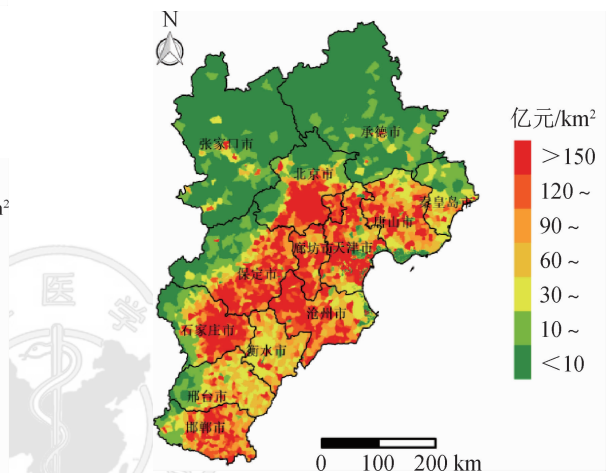 N
亿元/km²
>150
120~
90~
60~
30~
10~
<10
张家口市
承德市
北京市
秦皇岛市
唐山市
廊坊市
天津市
保定市
沧州市
石家庄市
衡水市
邢台市
邯郸市
0 100 200 km
医学